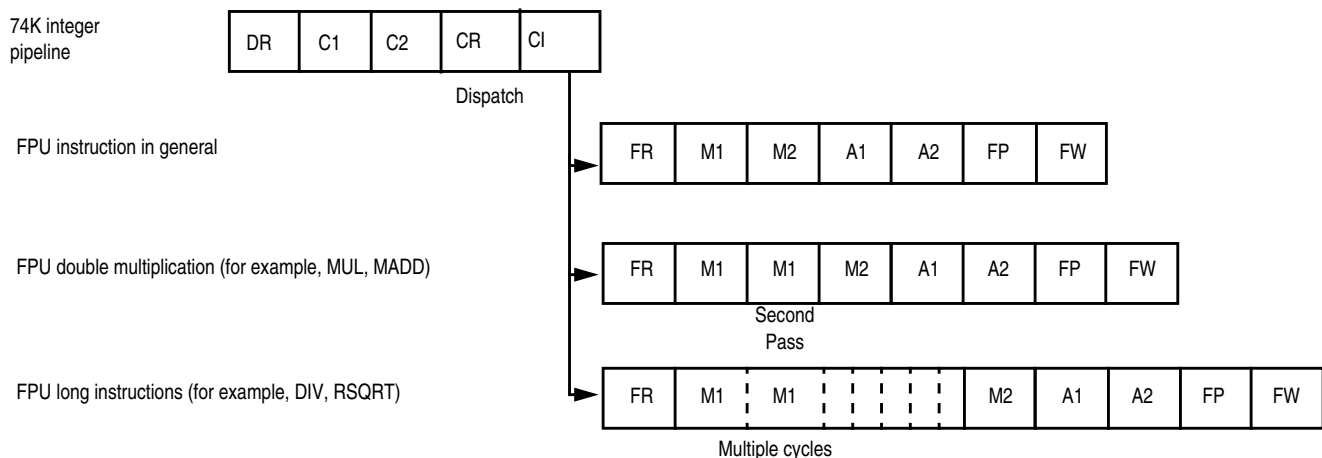 74K integer
pipeline
DR C1 C2 CR CI
Dispatch
FPU instruction in general
FR M1 M2 A1 A2 FP FW
FPU double multiplication (for example, MUL, MADD)
FR M1 M1 M2 A1 A2 FP FW
Second
Pass
FPU long instructions (for example, DIV, RSQRT)
FR M1 M1 M2 A1 A2 FP FW
Multiple cycles